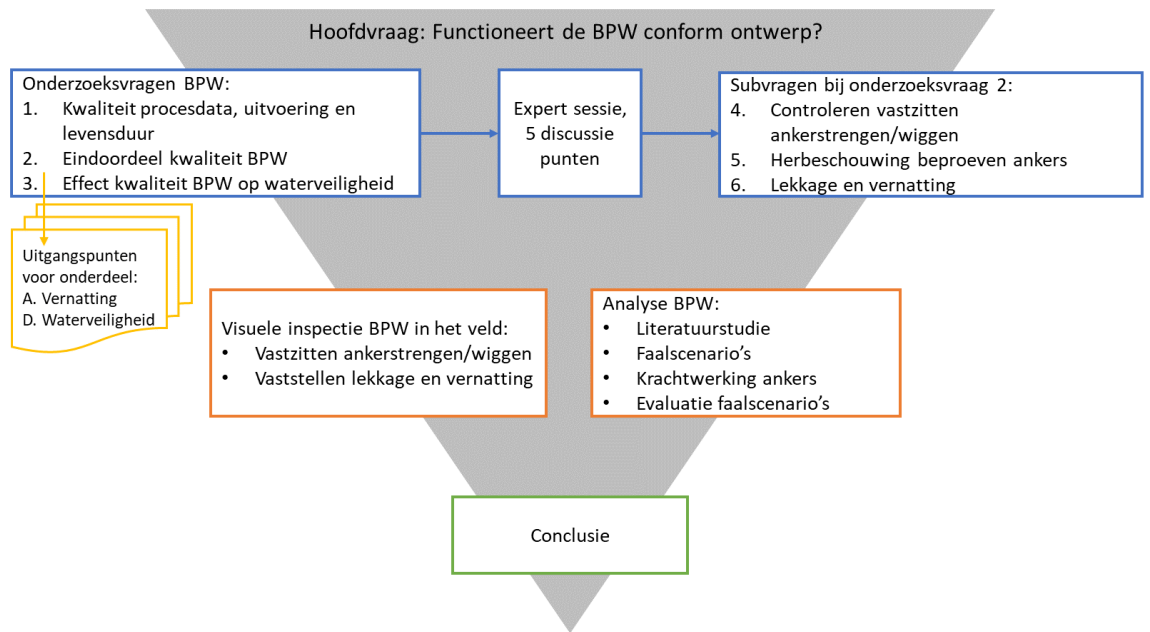 Hoofdvraag: Functioneert de BPW conform ontwerp?
Onderzoeksvragen BPW:
1. Kwaliteit procesdata, uitvoering en
levensduur
2. Eindoordeel kwaliteit BPW
3. Effect kwaliteit BPW op waterveiligheid
Expert sessie,
5 discussie
punten
Subvragen bij onderzoeksvraag 2:
4. Controleren vastzitten
ankerstrengen/wiggen
5. Herbeschouwing beproeven ankers
6. Lekkage en vernatting
Uitgangspunten
voor onderdeel:
A. Vernatting
D. Waterveiligheid
Visuele inspectie BPW in het veld:
• Vastzitten ankerstrengen/wiggen
• Vaststellen lekkage en vernatting
Analyse BPW:
• Literatuurstudie
• Faalscenario's
• Krachtwerking ankers
• Evaluatie faalscenario's
Conclusie